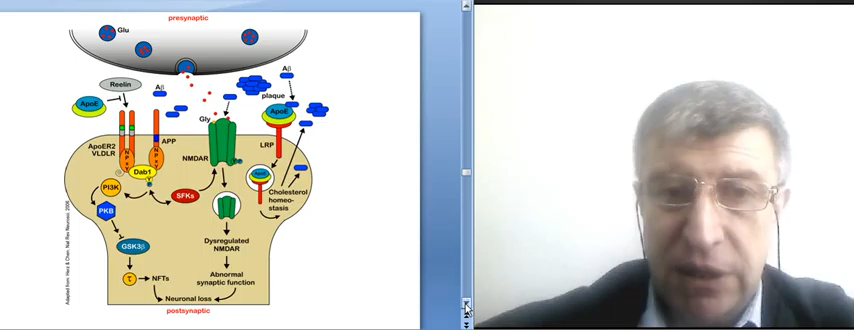 presynaptic
Glu
Reelin
Aβ
Aβ
plaque
ApoE
ApoE
Gly
ApoER2
VLDLR
APP
NMDAR
LRP
NPxY
NPxY
Dab1
ApoE
PI3K
SFKs
Cholesterol
homeo-
stasis
PKB
GSK3β
Dysregulated
NMDAR
τ
NFTs
Abnormal
synaptic function
Neuronal loss
postsynaptic
Adapted from: Herz & Chen, Nat Rev Neurosci, 2006